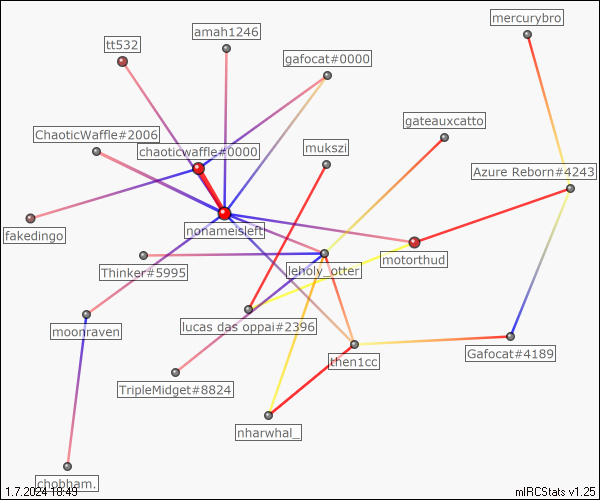 mercurybro
amah1246
tt532
gafocat#0000
gateauxcatto
ChaoticWaffle#2006
mukszi
chaoticwaffle#0000
Azure Reborn#4243
fakedingo
nonameisleft
motorthud
Thinker#5995
leholy_otter
lucas das oppai#2396
moonraven
Gafocat#4189
then1cc
TripleMidget#8824
nharwhal_
chobham.
1.7.2024 18:49
mIRCStats v1.25